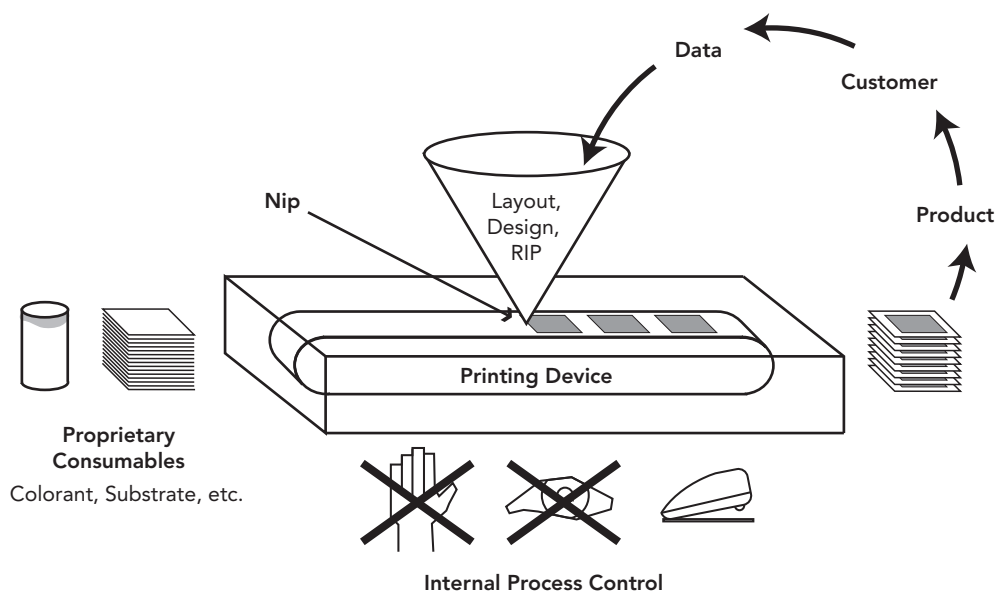 Data
Customer
Product
Nip
Layout,
Design,
RIP
Printing Device
Proprietary
Consumables
Colorant, Substrate, etc.
Internal Process Control